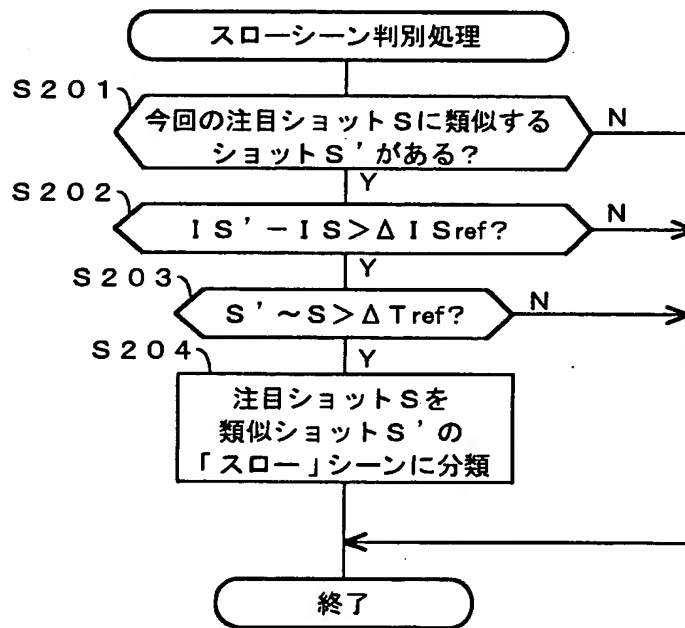 スローシーン判別処理
S201
今回の注目ショットSに類似する
ショットS'がある?
N
Y
S202
IS'-IS>ΔISref?
N
Y
S203
S'~S>ΔTref?
N
Y
S204
注目ショットSを
類似ショットS'の
「スロー」シーンに分類
終了